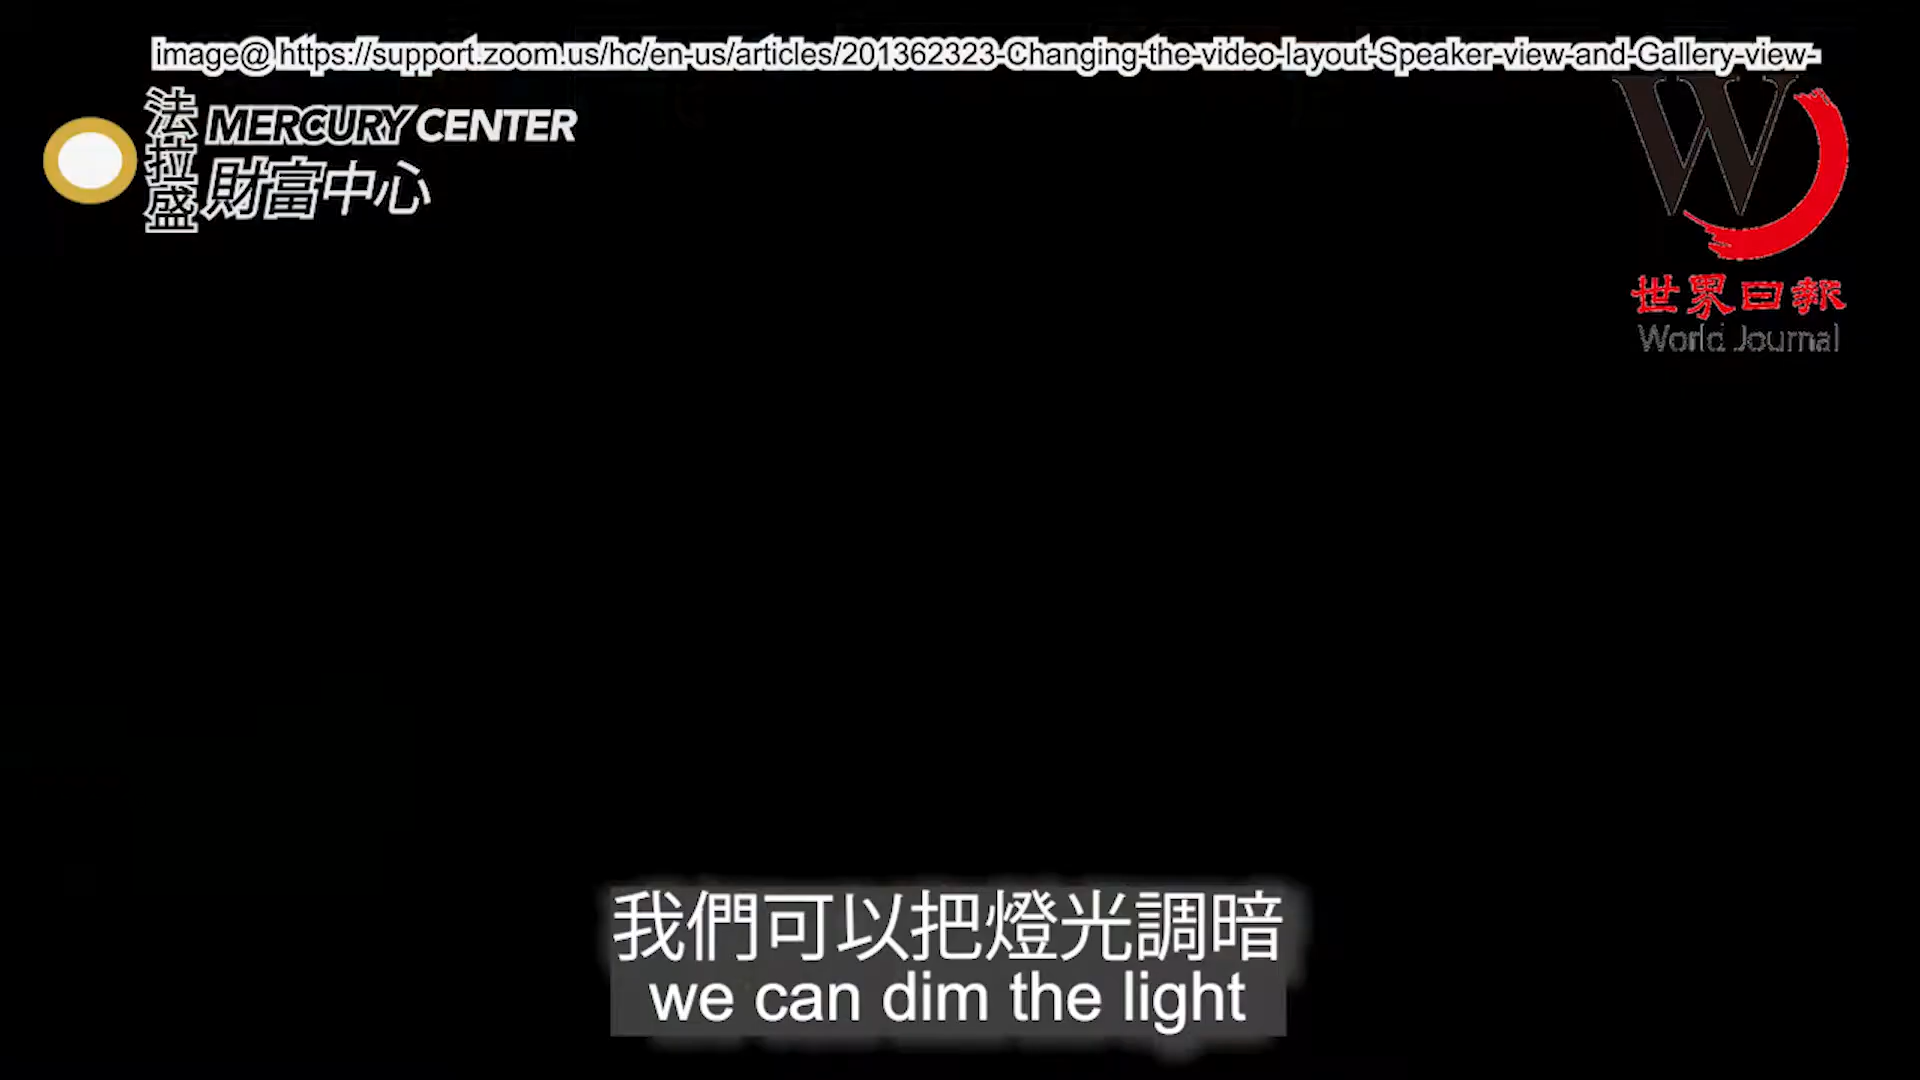 image@ https://support.zoom.us/hc/en-us/articles/201362323-Changing-the-video-layout-Speaker-view-and-Gallery-view-
法拉盛
MERCURY CENTER
財富中心
W
世界日報
World Journal
我們可以把燈光調暗
we can dim the light